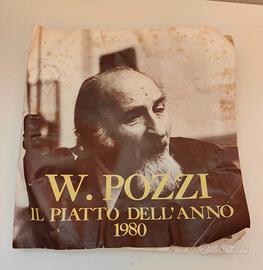 W. POZZI
IL PIATTO DELL'ANNO
1980